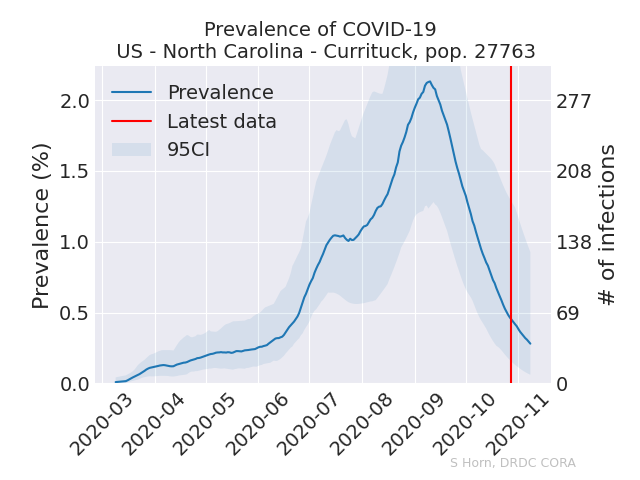 Prevalence of COVID-19
US - North Carolina - Currituck, pop. 27763
Prevalence
Latest data
95CI
Prevalence (%)
2.0
1.5
1.0
0.5
0.0
277
208
138
69
0
# of infections
2020-03
2020-04
2020-05
2020-06
2020-07
2020-08
2020-09
2020-10
2020-11
S Horn, DRDC CORA